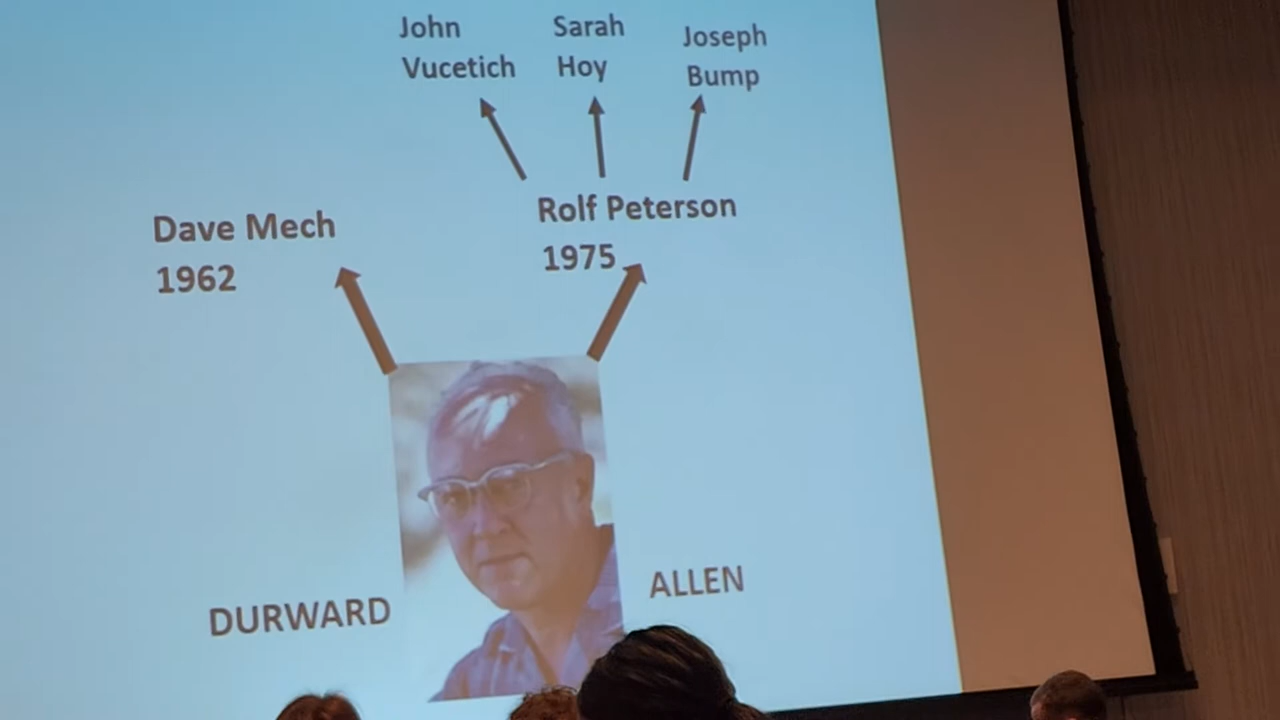 John
Vucetich
Sarah
Hoy
Joseph
Bump
Dave Mech
1962
Rolf Peterson
1975
DURWARD
ALLEN